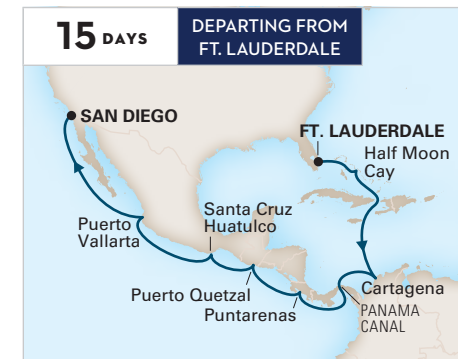 15 DAYS
DEPARTING FROM
FT. LAUDERDALE
SAN DIEGO
FT. LAUDERDALE
Half Moon
Cay
Santa Cruz
Huatulco
Puerto
Vallarta
Cartagena
Puerto Quetzal
Puntarenas
PANAMA
CANAL